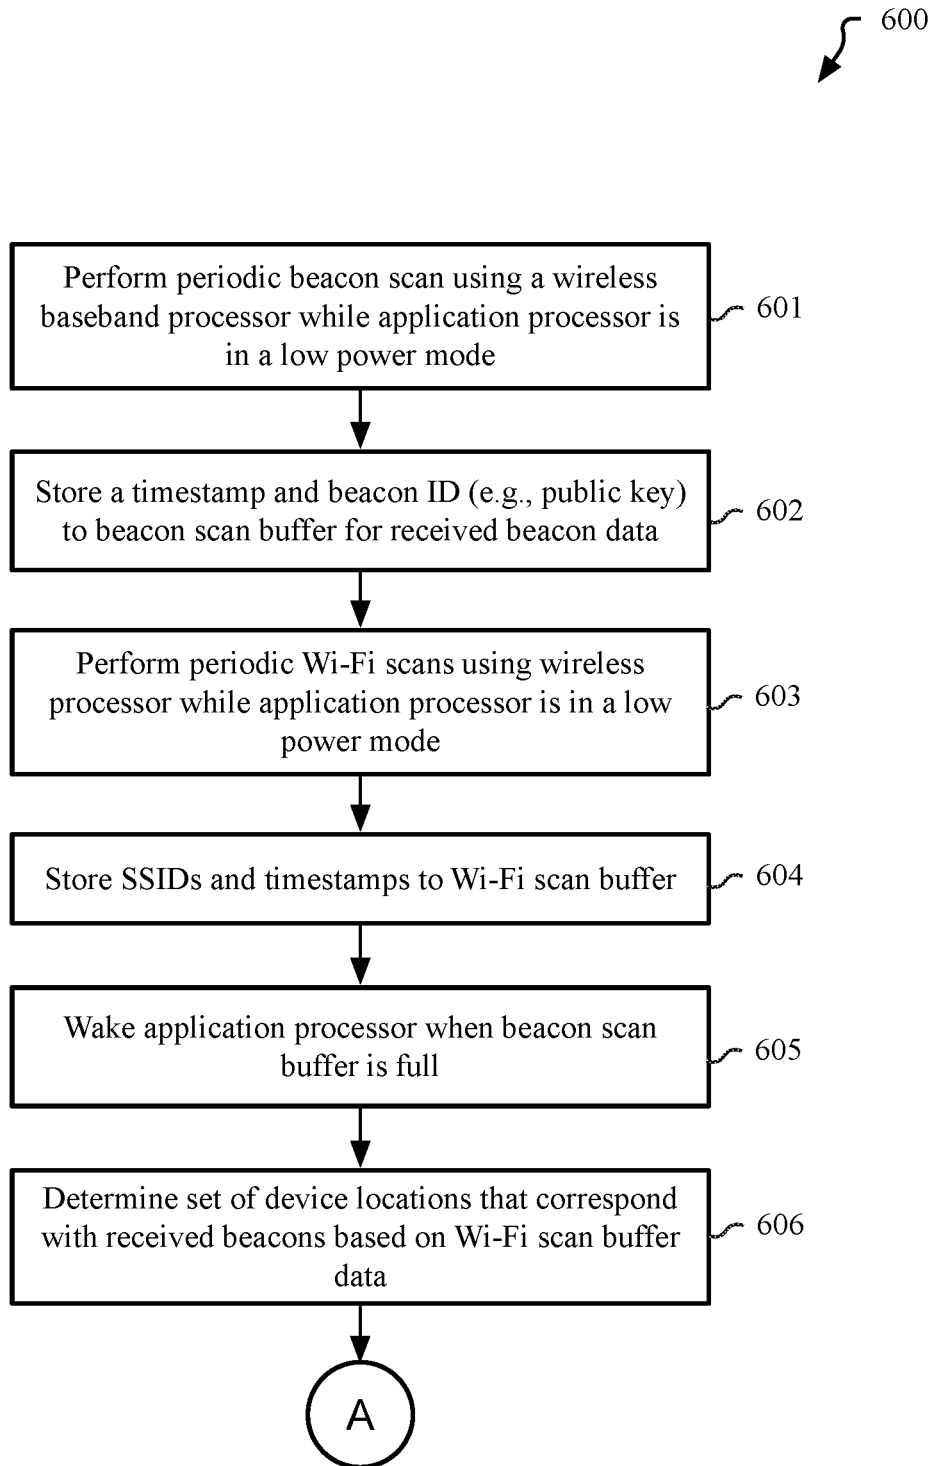 600
Perform periodic beacon scan using a wireless
baseband processor while application processor is
in a low power mode
601
Store a timestamp and beacon ID (e.g., public key)
to beacon scan buffer for received beacon data
602
Perform periodic Wi-Fi scans using wireless
processor while application processor is in a low
power mode
603
Store SSIDs and timestamps to Wi-Fi scan buffer
604
Wake application processor when beacon scan
buffer is full
605
Determine set of device locations that correspond
with received beacons based on Wi-Fi scan buffer
data
606
A